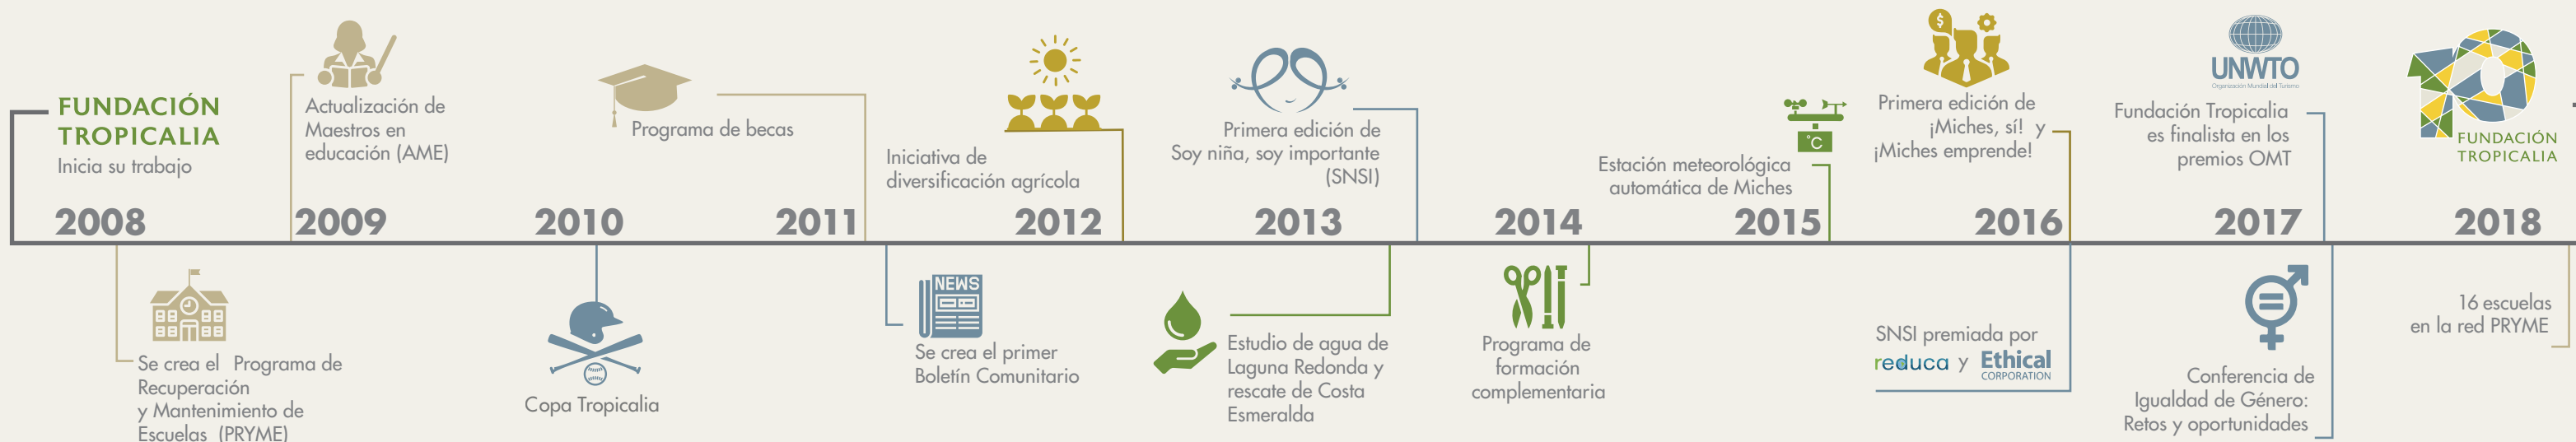 FUNDACIÓN
TROPICALIA
Inicia su trabajo
2008
Se crea el Programa de
Recuperación
y Mantenimiento de
Escuelas (PRYME)
Actualización de
Maestros en
educación (AME)
2009
2010
Copa Tropicalia
Programa de becas
2011
NEWS
Se crea el primer
Boletín Comunitario
Iniciativa de
diversificación agrícola
2012
Primera edición de
Soy niña, soy importante
(SNSI)
2013
Estudio de agua de
Laguna Redonda y
rescate de Costa
Esmeralda
2014
Programa de
formación
complementaria
°C
Estación meteorológica
automática de Miches
2015
$
Primera edición de
¡Miches, sí! y
¡Miches emprende!
2016
SNSI premiada por
reduca y Ethical
CORPORATION
UNWTO
Organización Mundial del Turismo
Fundación Tropicalia
es finalista en los
premios OMT
2017
Conferencia de
Igualdad de Género:
Retos y oportunidades
10
FUNDACIÓN
TROPICALIA
2018
16 escuelas
en la red PRYME